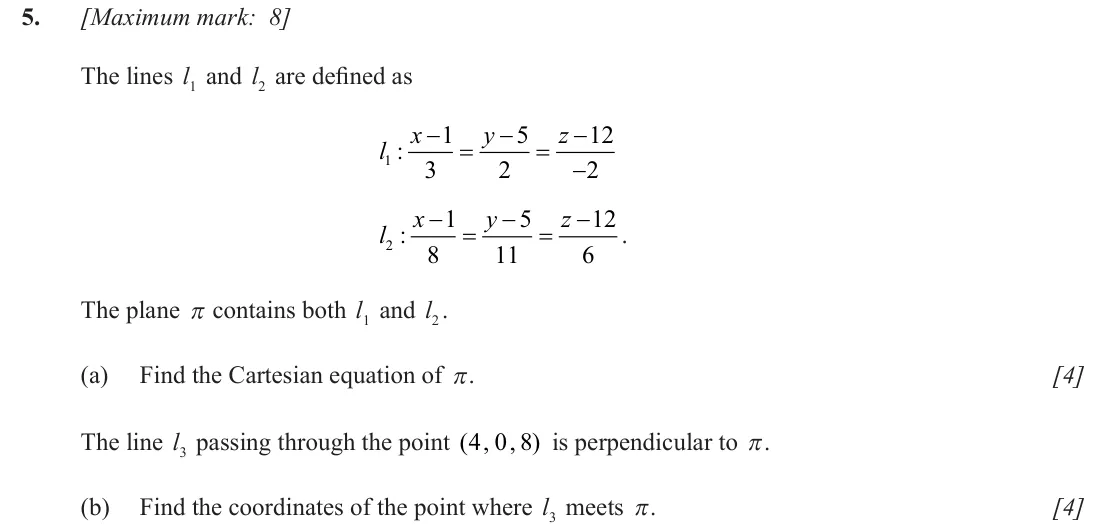 5. [Maximum mark: 8]
The lines l₁ and l₂ are defined as
l₁ : (x−1)/3 = (y−5)/2 = (z−12)/−2
l₂ : (x−1)/8 = (y−5)/11 = (z−12)/6 .
The plane π contains both l₁ and l₂.
(a) Find the Cartesian equation of π. [4]
The line l₃ passing through the point (4, 0, 8) is perpendicular to π.
(b) Find the coordinates of the point where l₃ meets π. [4]